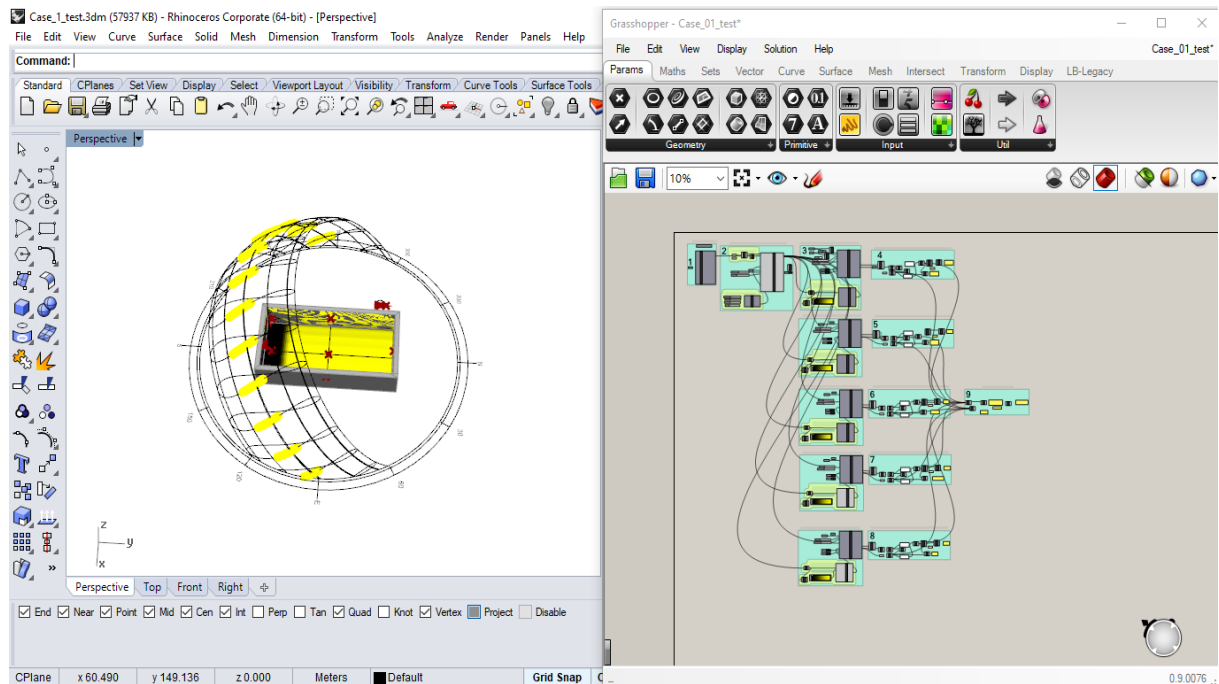 Case_1_test.3dm (57937 KB) - Rhinoceros Corporate (64-bit) - [Perspective]
File Edit View Curve Surface Solid Mesh Dimension Transform Tools Analyze Render Panels Help
Command:
Standard CPlanes Set View Display Select Viewport Layout Visibility Transform Curve Tools Surface Tools
Perspective
z
y
x
E
60
30
120
150
Perspective Top Front Right
End Near Point Mid Cen Int Perp Tan Quad Knot Vertex Project Disable
CPlane x 60.490 y 149.136 z 0.000 Meters Default Grid Snap
Grasshopper - Case_01_test*
File Edit View Display Solution Help Case_01_test*
Params Maths Sets Vector Curve Surface Mesh Intersect Transform Display LB-Legacy
Geometry Primitive Input Util
10%
1 2 3 4
5
6 9
7
8
0.9.0076